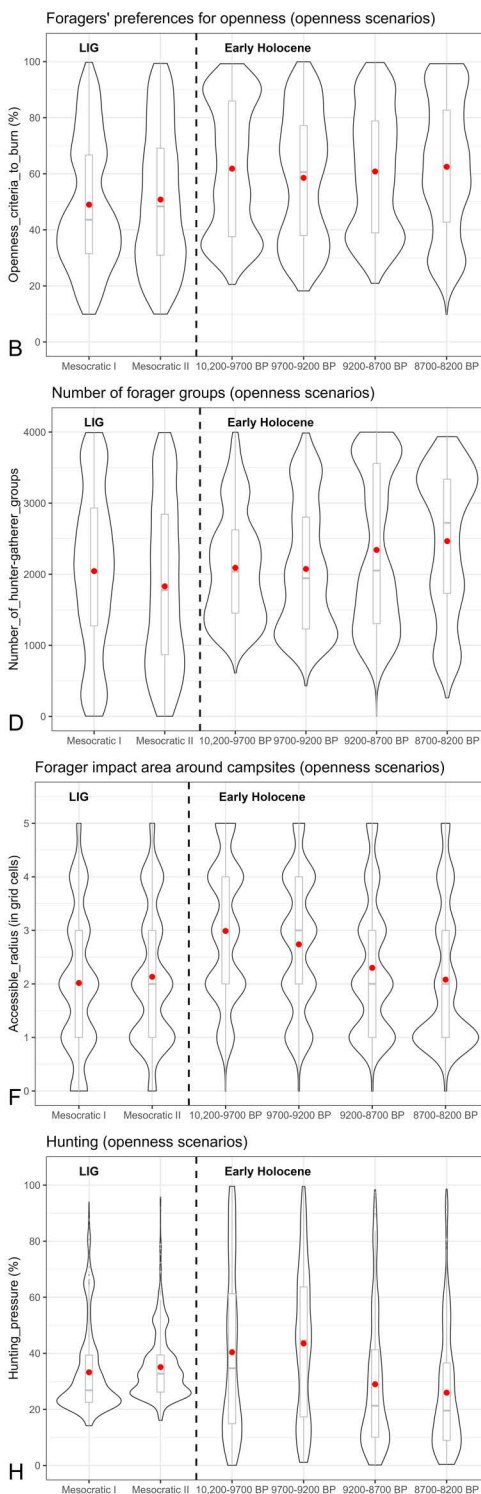 Foragers' preferences for openness (openness scenarios)
LIG
Early Holocene
Openness_criteria_to_burn (%)
100
80
60
40
20
0
B
Mesocratic I
Mesocratic II
10,200-9700 BP
9700-9200 BP
9200-8700 BP
8700-8200 BP
Number of forager groups (openness scenarios)
LIG
Early Holocene
Number_of_hunter-gatherer_groups
4000
3000
2000
1000
0
D
Mesocratic I
Mesocratic II
10,200-9700 BP
9700-9200 BP
9200-8700 BP
8700-8200 BP
Forager impact area around campsites (openness scenarios)
LIG
Early Holocene
Accessible_radius (in grid cells)
5
4
3
2
1
0
F
Mesocratic I
Mesocratic II
10,200-9700 BP
9700-9200 BP
9200-8700 BP
8700-8200 BP
Hunting (openness scenarios)
LIG
Early Holocene
Hunting_pressure (%)
100
80
60
40
20
0
H
Mesocratic I
Mesocratic II
10,200-9700 BP
9700-9200 BP
9200-8700 BP
8700-8200 BP